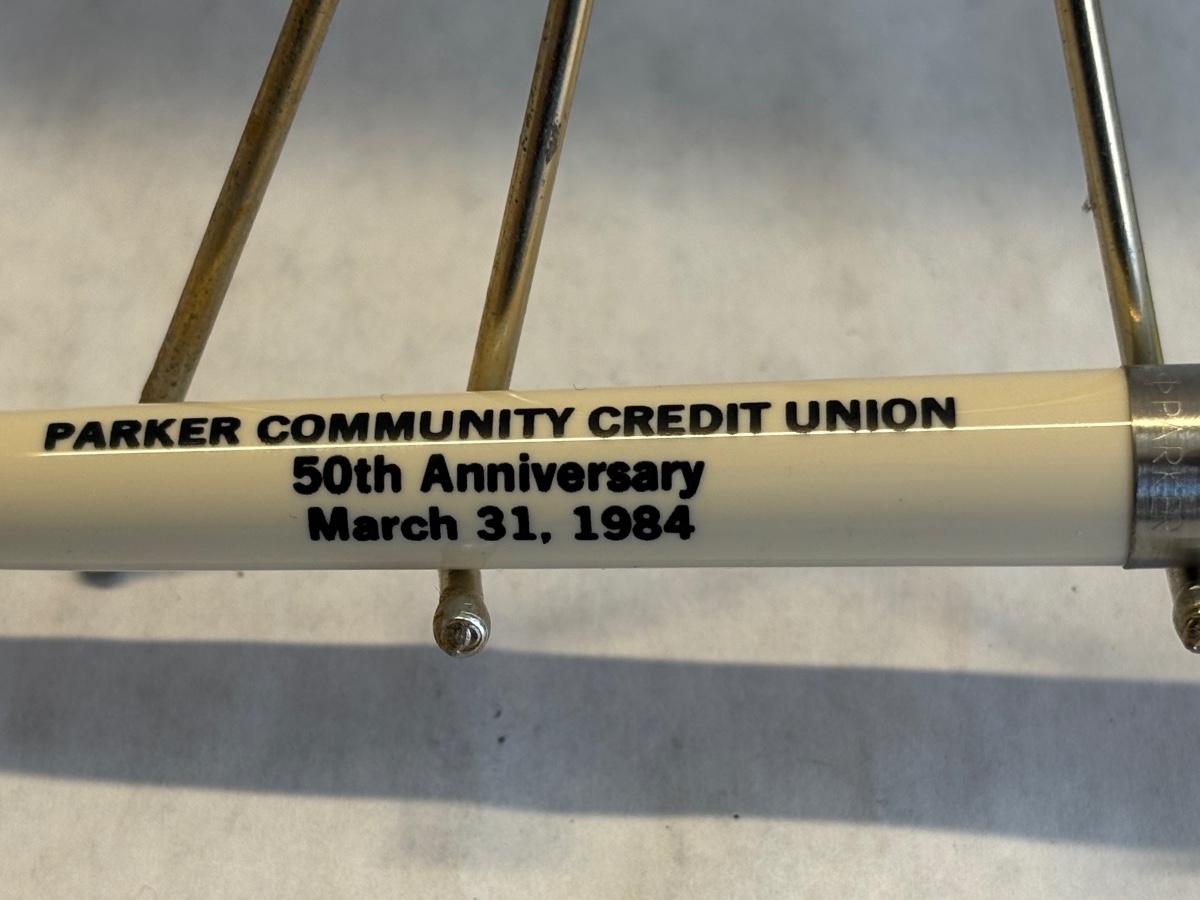 PARKER COMMUNITY CREDIT UNION
50th Anniversary
March 31, 1984
PARKER